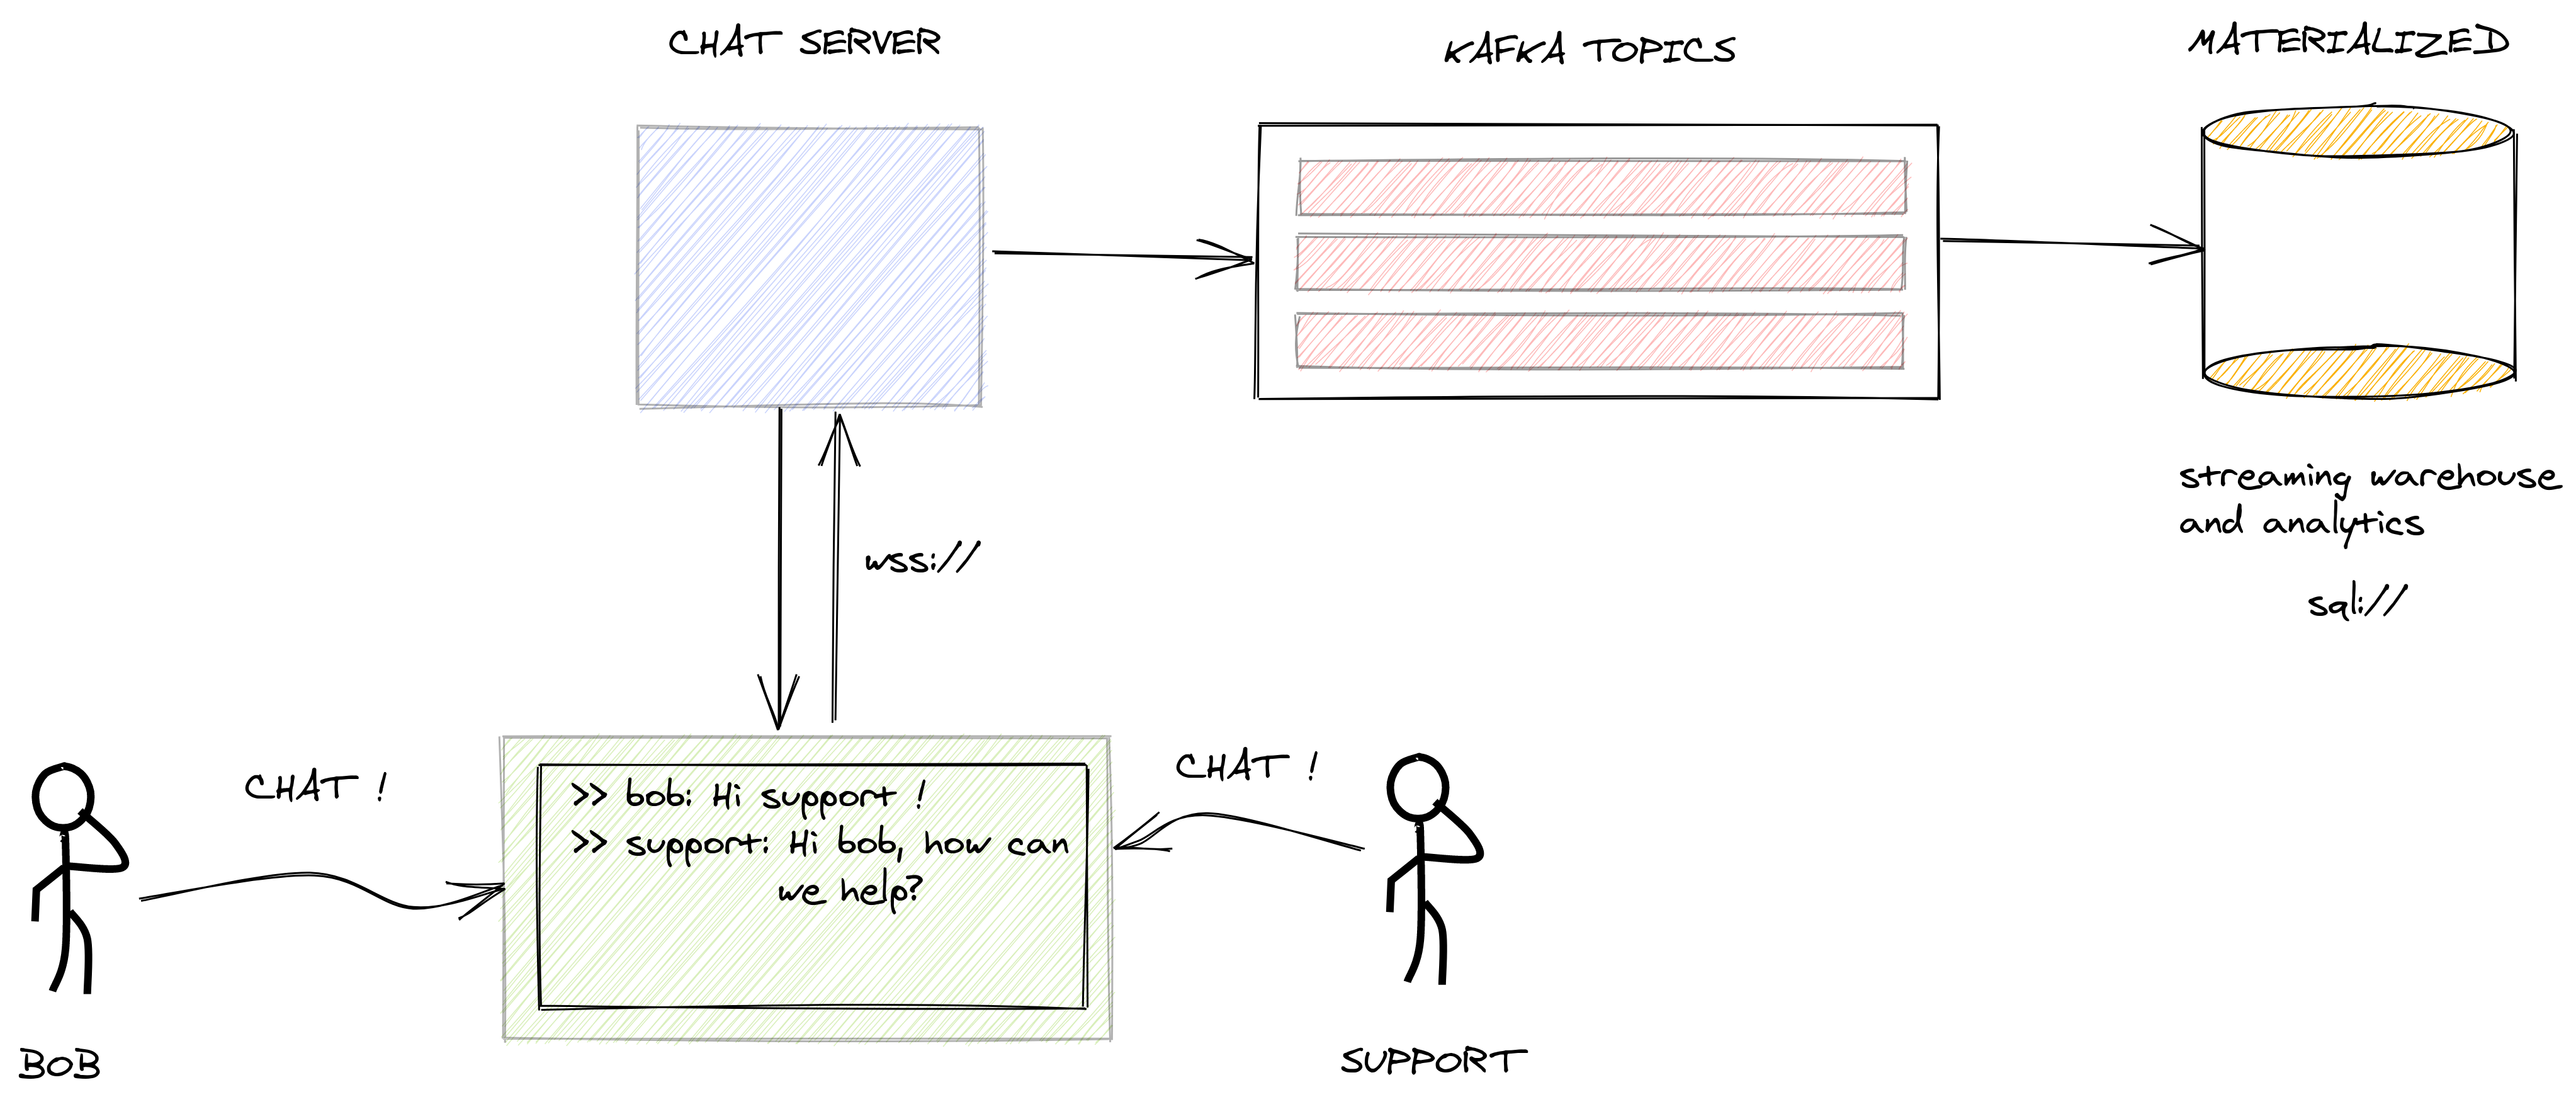 CHAT SERVER
KAFKA TOPICS
MATERIALIZED
streaming warehouse
and analytics
sql://
wss://
CHAT !
>> bob: Hi support !
>> support: Hi bob, how can
we help?
CHAT !
BOB
SUPPORT